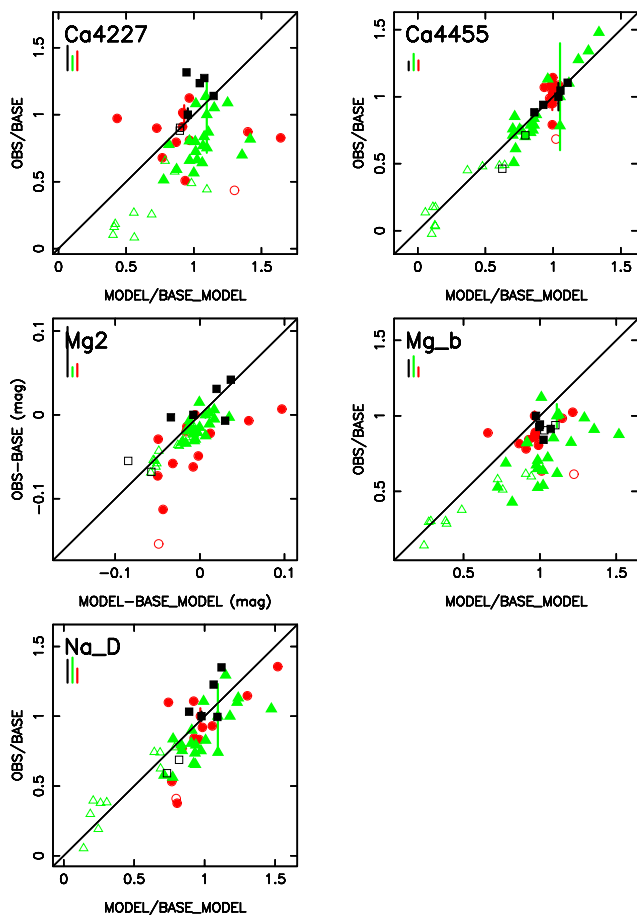 Ca4227
OBS/BASE
0 0.5 1 1.5
0 0.5 1 1.5
MODEL/BASE_MODEL
Ca4455
OBS/BASE
0 0.5 1 1.5
0 0.5 1 1.5
MODEL/BASE_MODEL
Mg2
OBS-BASE (mag)
-0.1 0 0.1
-0.1 0 0.1
MODEL-BASE_MODEL (mag)
Mg_b
OBS/BASE
0.5 1 1.5
0.5 1 1.5
MODEL/BASE_MODEL
Na_D
OBS/BASE
0 0.5 1 1.5
0 0.5 1 1.5
MODEL/BASE_MODEL